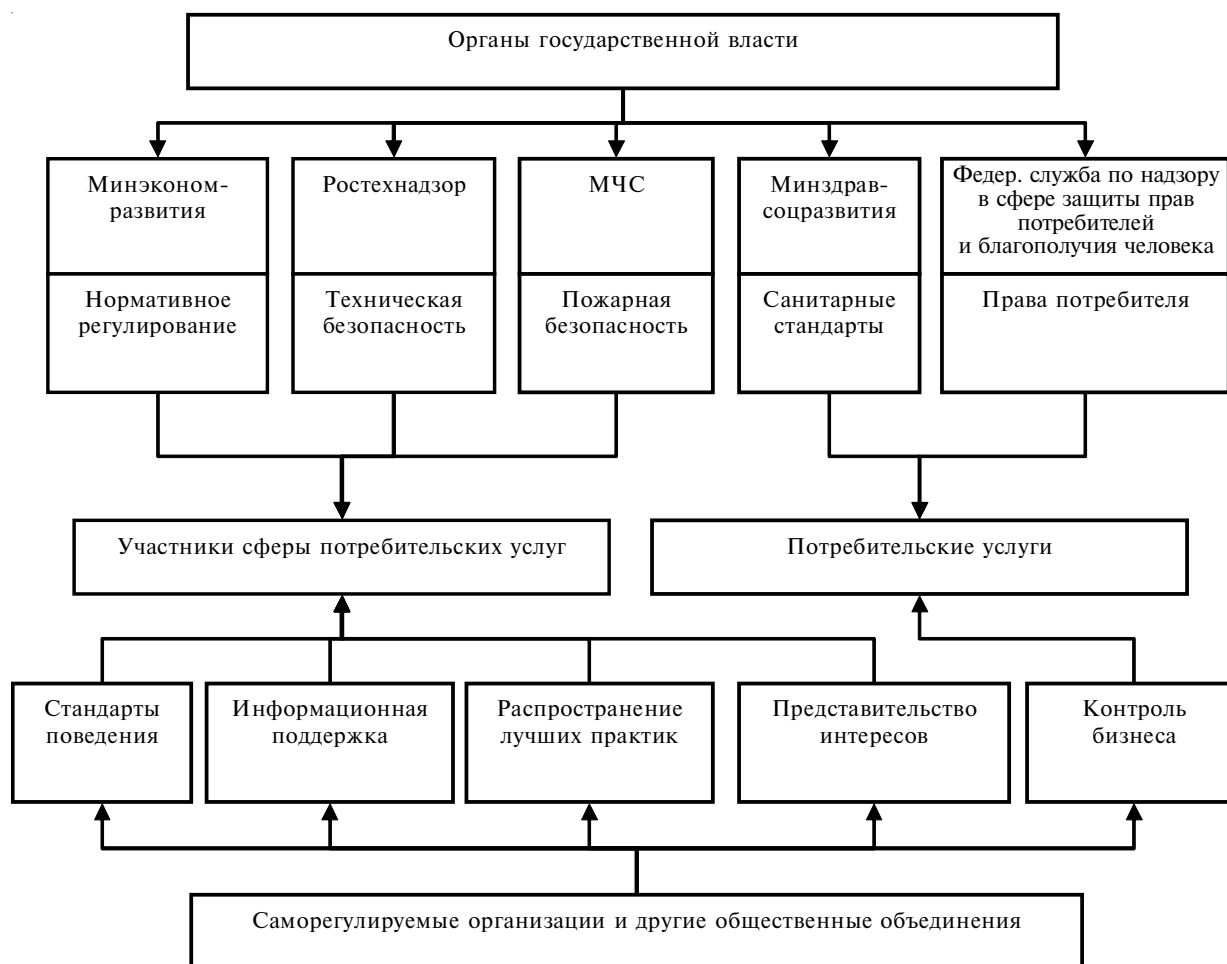 Органы государственной власти
Минэконом-
развития
Ростехнадзор
МЧС
Минздрав-
соцразвития
Федер. служба по надзору
в сфере защиты прав
потребителей
и благополучия человека
Нормативное
регулирование
Техническая
безопасность
Пожарная
безопасность
Санитарные
стандарты
Права потребителя
Участники сферы потребительских услуг
Потребительские услуги
Стандарты
поведения
Информационная
поддержка
Распространение
лучших практик
Представительство
интересов
Контроль
бизнеса
Саморегулируемые организации и другие общественные объединения